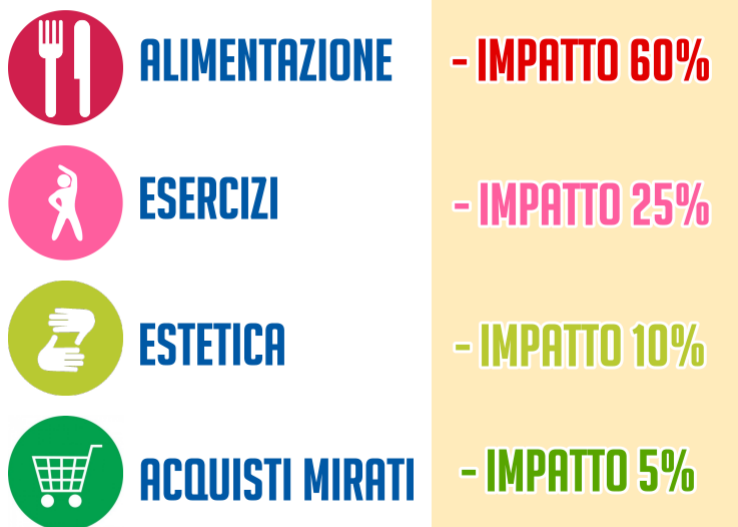 ALIMENTAZIONE - IMPATTO 60%
ESERCIZI - IMPATTO 25%
ESTETICA - IMPATTO 10%
ACQUISTI MIRATI - IMPATTO 5%